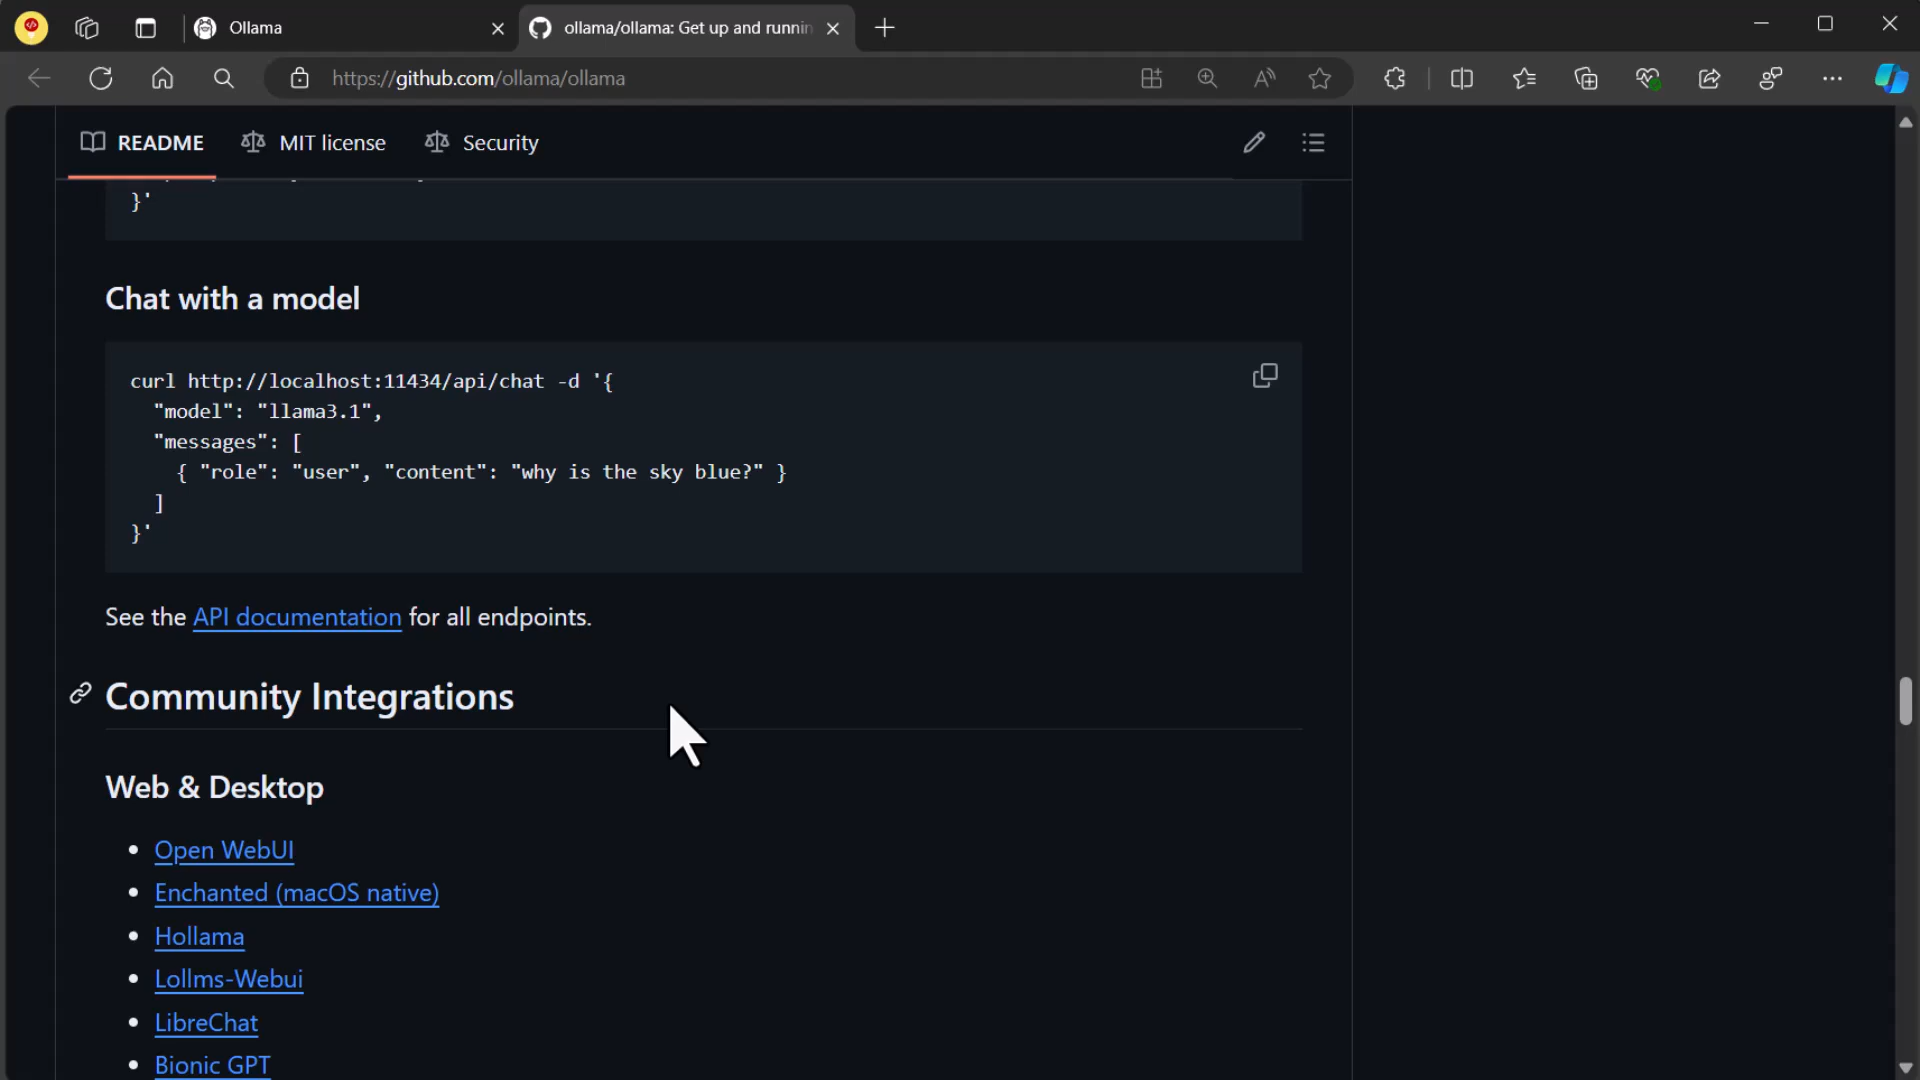 Ollama
ollama/ollama: Get up and runnin
https://github.com/ollama/ollama
README
MIT license
Security
}'
Chat with a model
curl http://localhost:11434/api/chat -d '{
"model": "llama3.1",
"messages": [
{ "role": "user", "content": "why is the sky blue?" }
]
}'
See the API documentation for all endpoints.
Community Integrations
Web & Desktop
Open WebUI
Enchanted (macOS native)
Hollama
Lollms-Webui
LibreChat
Bionic GPT